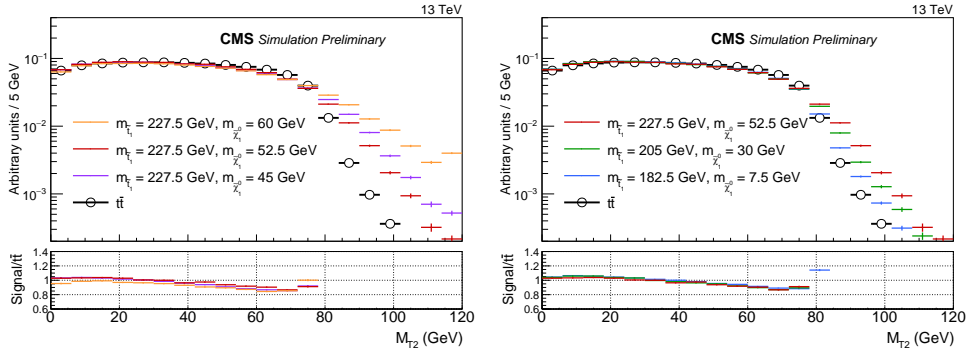 13 TeV
CMS Simulation Preliminary
Arbitrary units / 5 GeV
10⁻¹
10⁻²
10⁻³
m_t̃₁ = 227.5 GeV, m_χ̃⁰₁ = 60 GeV
m_t̃₁ = 227.5 GeV, m_χ̃⁰₁ = 52.5 GeV
m_t̃₁ = 227.5 GeV, m_χ̃⁰₁ = 45 GeV
tt̄
Signal/tt̄
1.4
1.2
1
0.8
0.6
0 20 40 60 80 100 120
M_T2 (GeV)
13 TeV
CMS Simulation Preliminary
Arbitrary units / 5 GeV
10⁻¹
10⁻²
10⁻³
m_t̃₁ = 227.5 GeV, m_χ̃⁰₁ = 52.5 GeV
m_t̃₁ = 205 GeV, m_χ̃⁰₁ = 30 GeV
m_t̃₁ = 182.5 GeV, m_χ̃⁰₁ = 7.5 GeV
tt̄
Signal/tt̄
1.4
1.2
1
0.8
0.6
0 20 40 60 80 100 120
M_T2 (GeV)